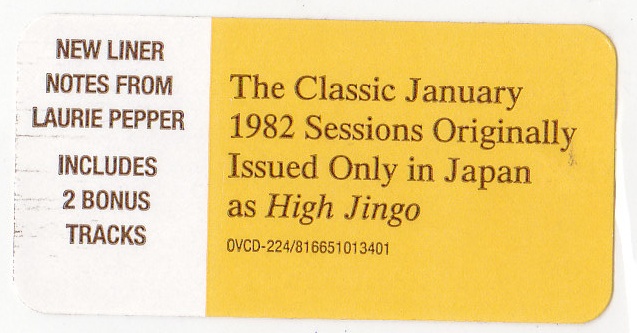 NEW LINER
NOTES FROM
LAURIE PEPPER
INCLUDES
2 BONUS
TRACKS
The Classic January
1982 Sessions Originally
Issued Only in Japan
as High Jingo
OVCD-224/816651013401